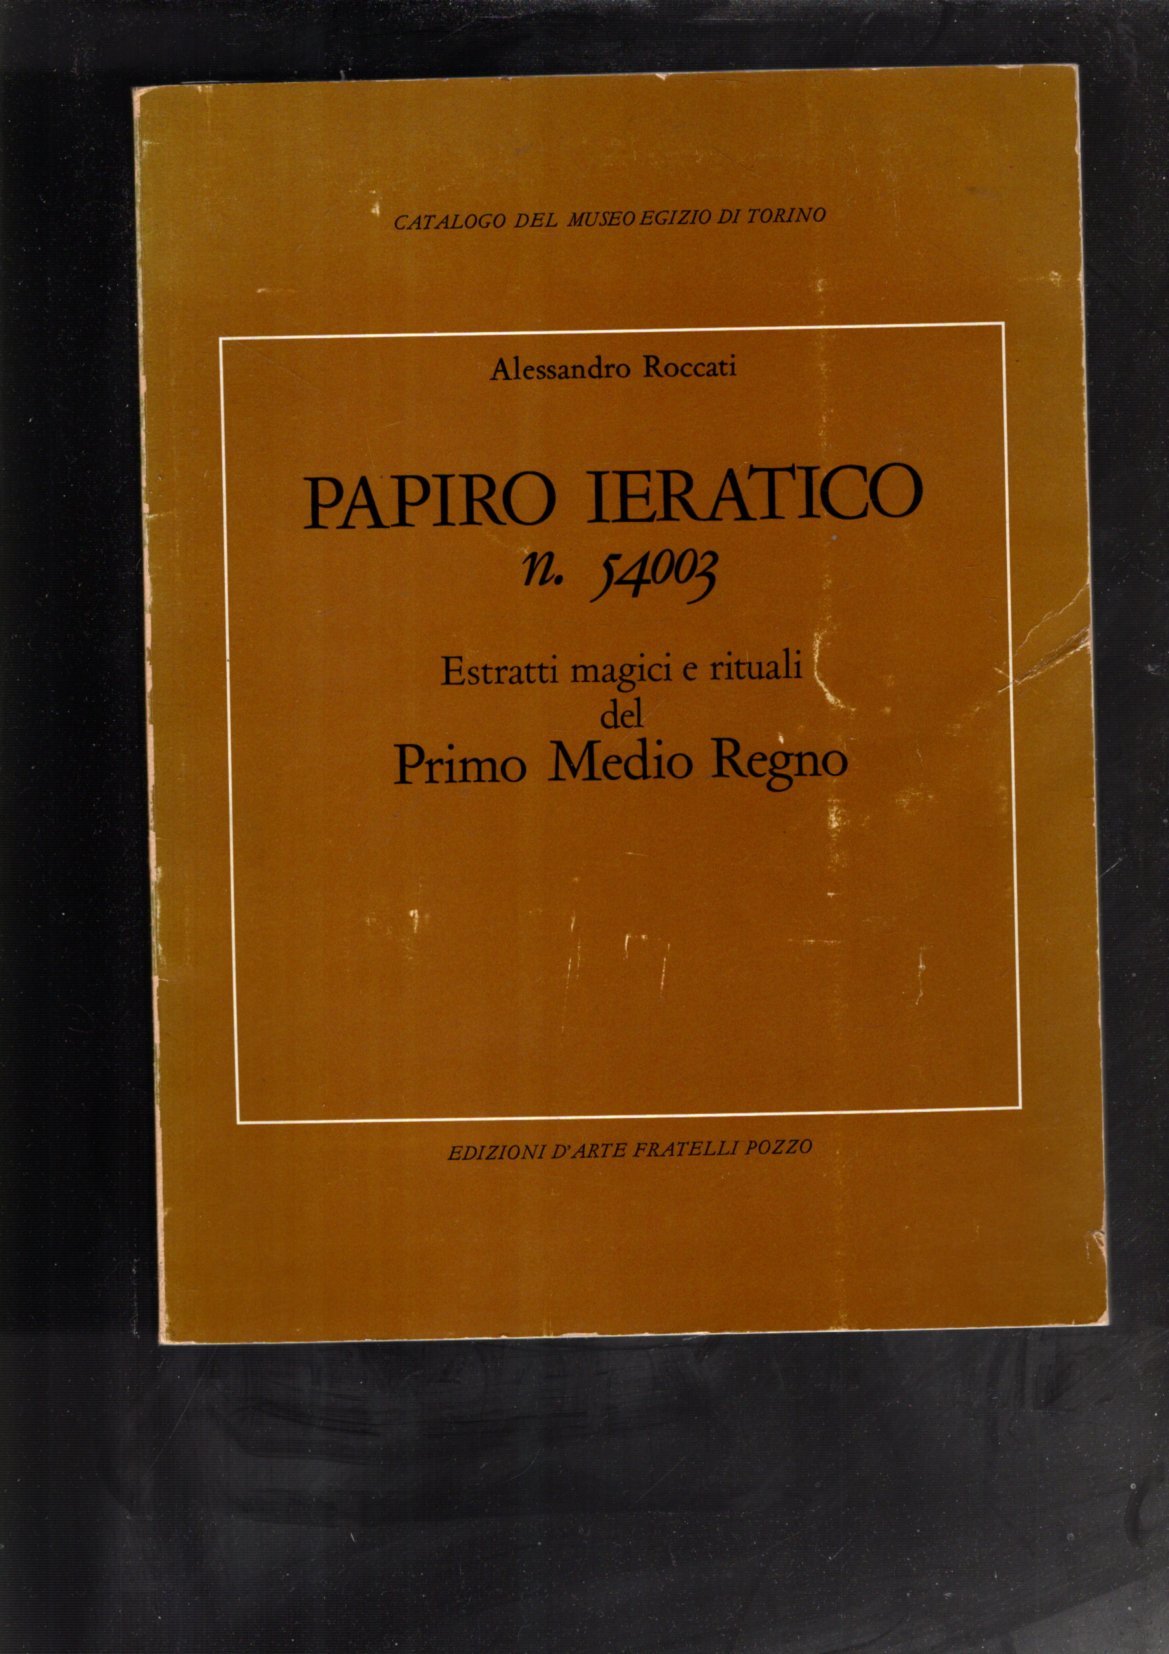 CATALOGO DEL MUSEO EGIZIO DI TORINO
Alessandro Roccati
PAPIRO IERATICO
n. 54003
Estratti magici e rituali
del
Primo Medio Regno
EDIZIONI D'ARTE FRATELLI POZZO